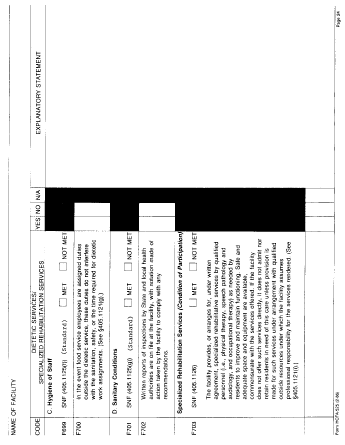 NAME OF FACILITY
CODE
DIETETIC SERVICES/
SPECIALIZED REHABILITATION SERVICES
YES
NO
N/A
EXPLANATORY STATEMENT
C. Hygiene of Staff
F699
SNF (405.1125(f)) (Standard) MET NOT MET
F700
In the event food service employees are assigned duties
outside the dietetic service, these duties do not interfere
with the sanitation, safety, or the time required for dietetic
work assignments. (See §405.1121(g).)
D. Sanitary Conditions
F701
SNF (405.1125(g)) (Standard) MET NOT MET
F702
Written reports of inspections by State and local health
authorities are on file at the facility, with notation made of
action taken by the facility to comply with any
recommendations.
Specialized Rehabilitative Services (Condition of Participation)
F703
SNF (405.1126) MET NOT MET
The facility provides, or arranges for, under written
agreement, specialized rehabilitative services by qualified
personnel (i.e., physical therapy, speech pathology and
audiology, and occupational therapy) as needed by
residents to improve and maintain functioning. Safe and
adequate space and equipment are available,
commensurate with the services offered. If the facility
does not offer such services directly, it does not admit nor
retain residents in need of this care unless provision is
made for such services under arrangement with qualified
outside resources under which the facility assumes
professional responsibility for the services rendered. (See
§405.1121(i).)
Form HCFA-525 (2-86)
Page 24